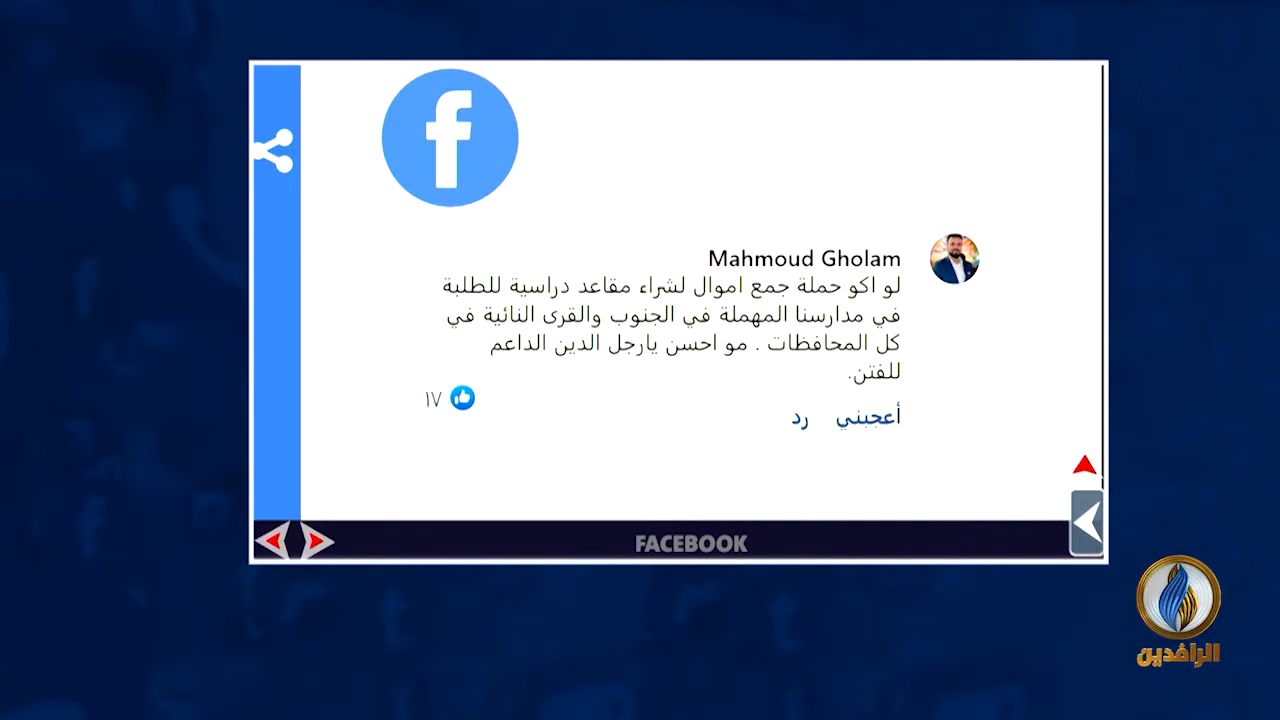 Mahmoud Gholam
لو اكو حملة جمع اموال لشراء مقاعد دراسية للطلبة
في مدارسنا المهملة في الجنوب والقرى النائية في
كل المحافظات . مو احسن يارجل الدين الداعم
للفتن.
١٧
أعجبني رد
FACEBOOK
الرافدين